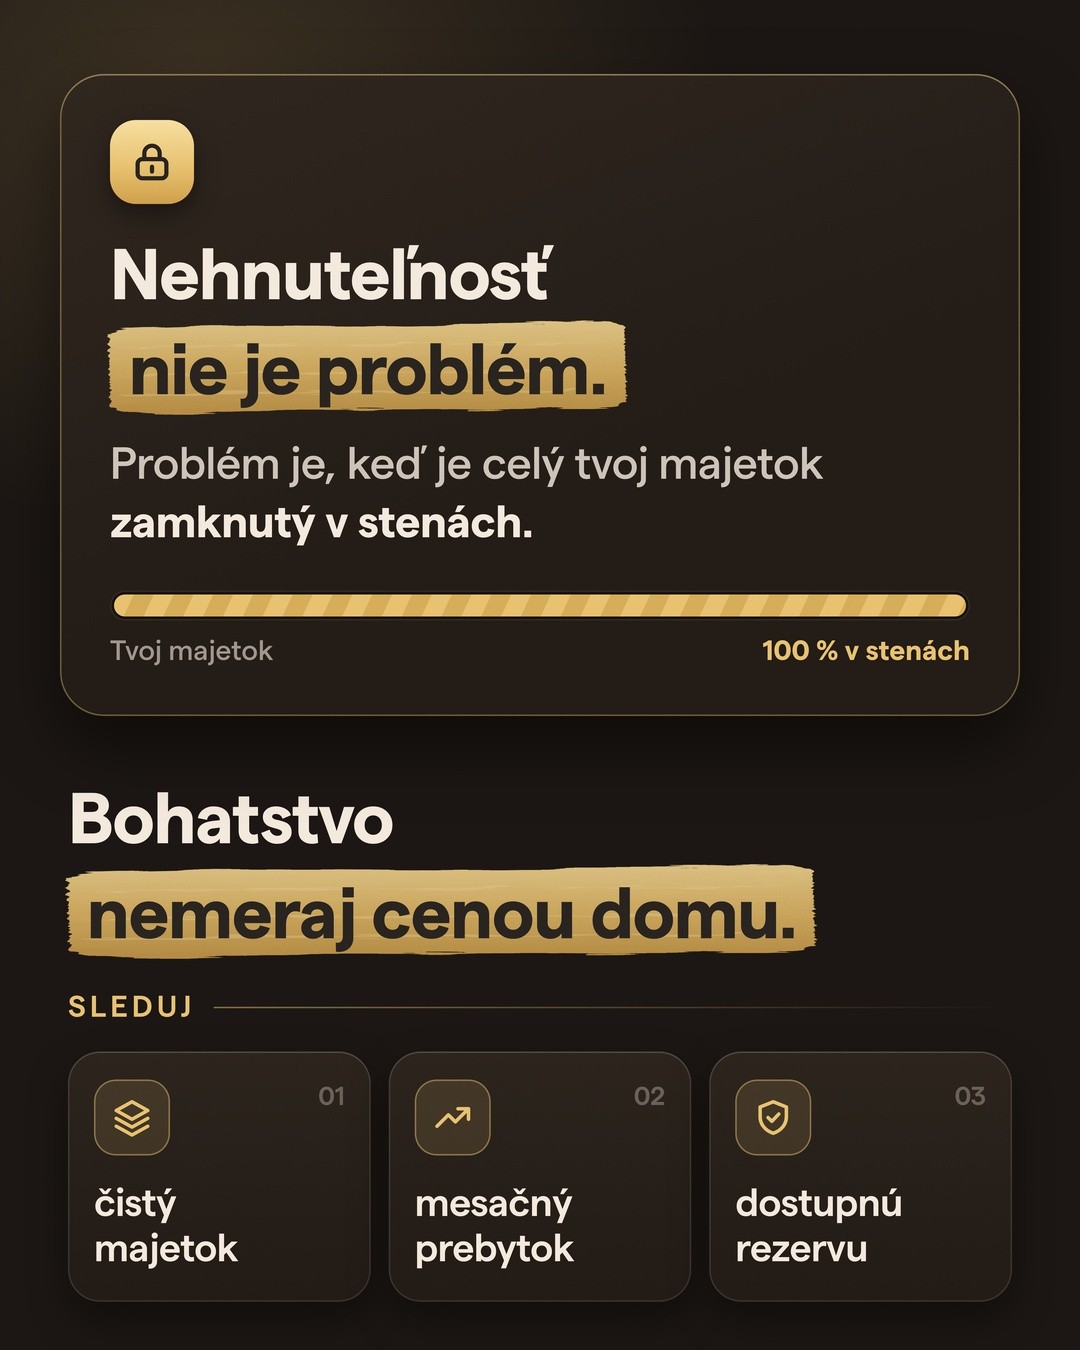 Nehnuteľnosť
nie je problém.
Problém je, keď je celý tvoj majetok
zamknutý v stenách.
Tvoj majetok
100 % v stenách
Bohatstvo
nemeraj cenou domu.
SLEDUJ
01
čistý
majetok
02
mesačný
prebytok
03
dostupnú
rezervu